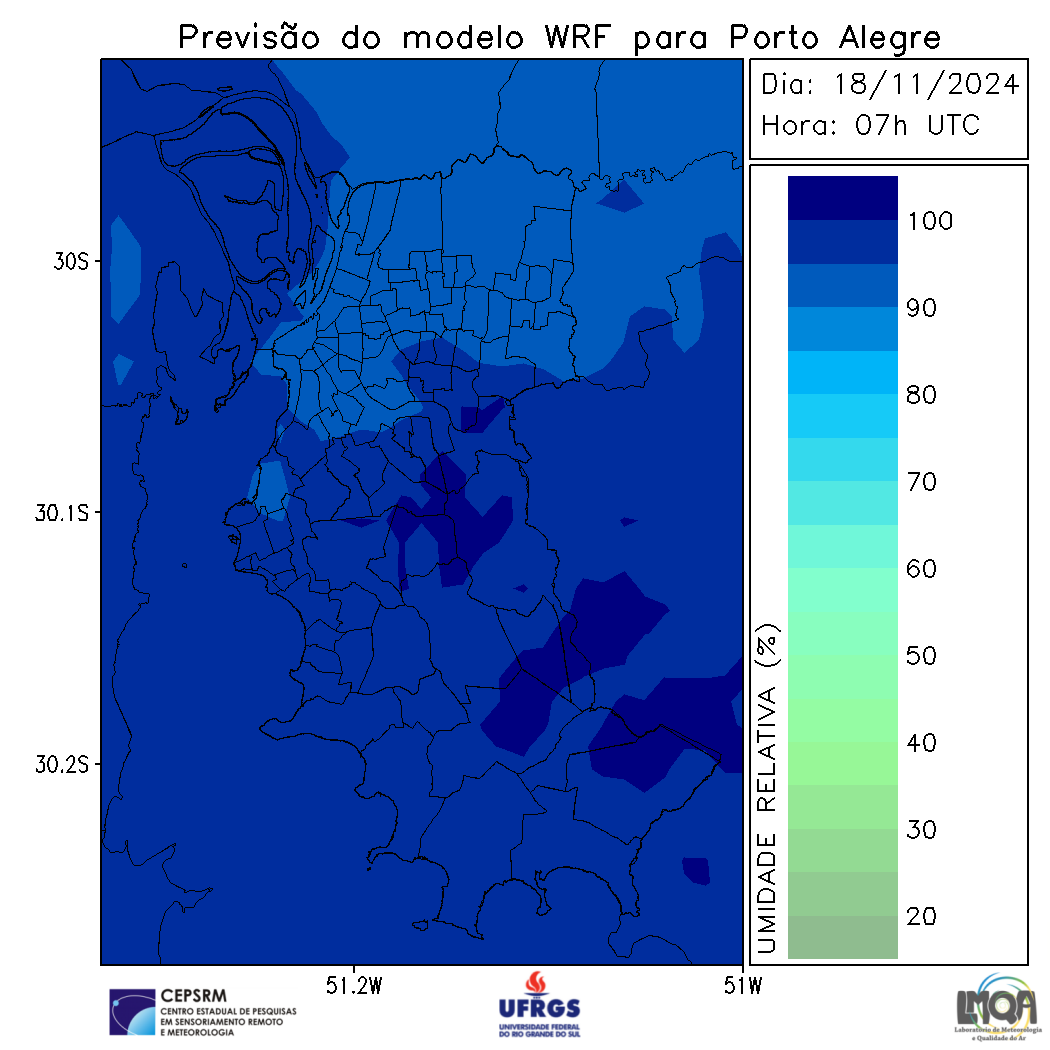 Previsão do modelo WRF para Porto Alegre
Dia: 18/11/2024
Hora: 07h UTC
100
90
80
70
60
50
40
30
20
UMIDADE RELATIVA (%)
30S
30.1S
30.2S
51.2W
51W
CEPSRM
CENTRO ESTADUAL DE PESQUISAS
EM SENSORIAMENTO REMOTO
E METEOROLOGIA
UFRGS
UNIVERSIDADE FEDERAL
DO RIO GRANDE DO SUL
LMQA
Laboratório de Meteorologia
e Qualidade do Ar